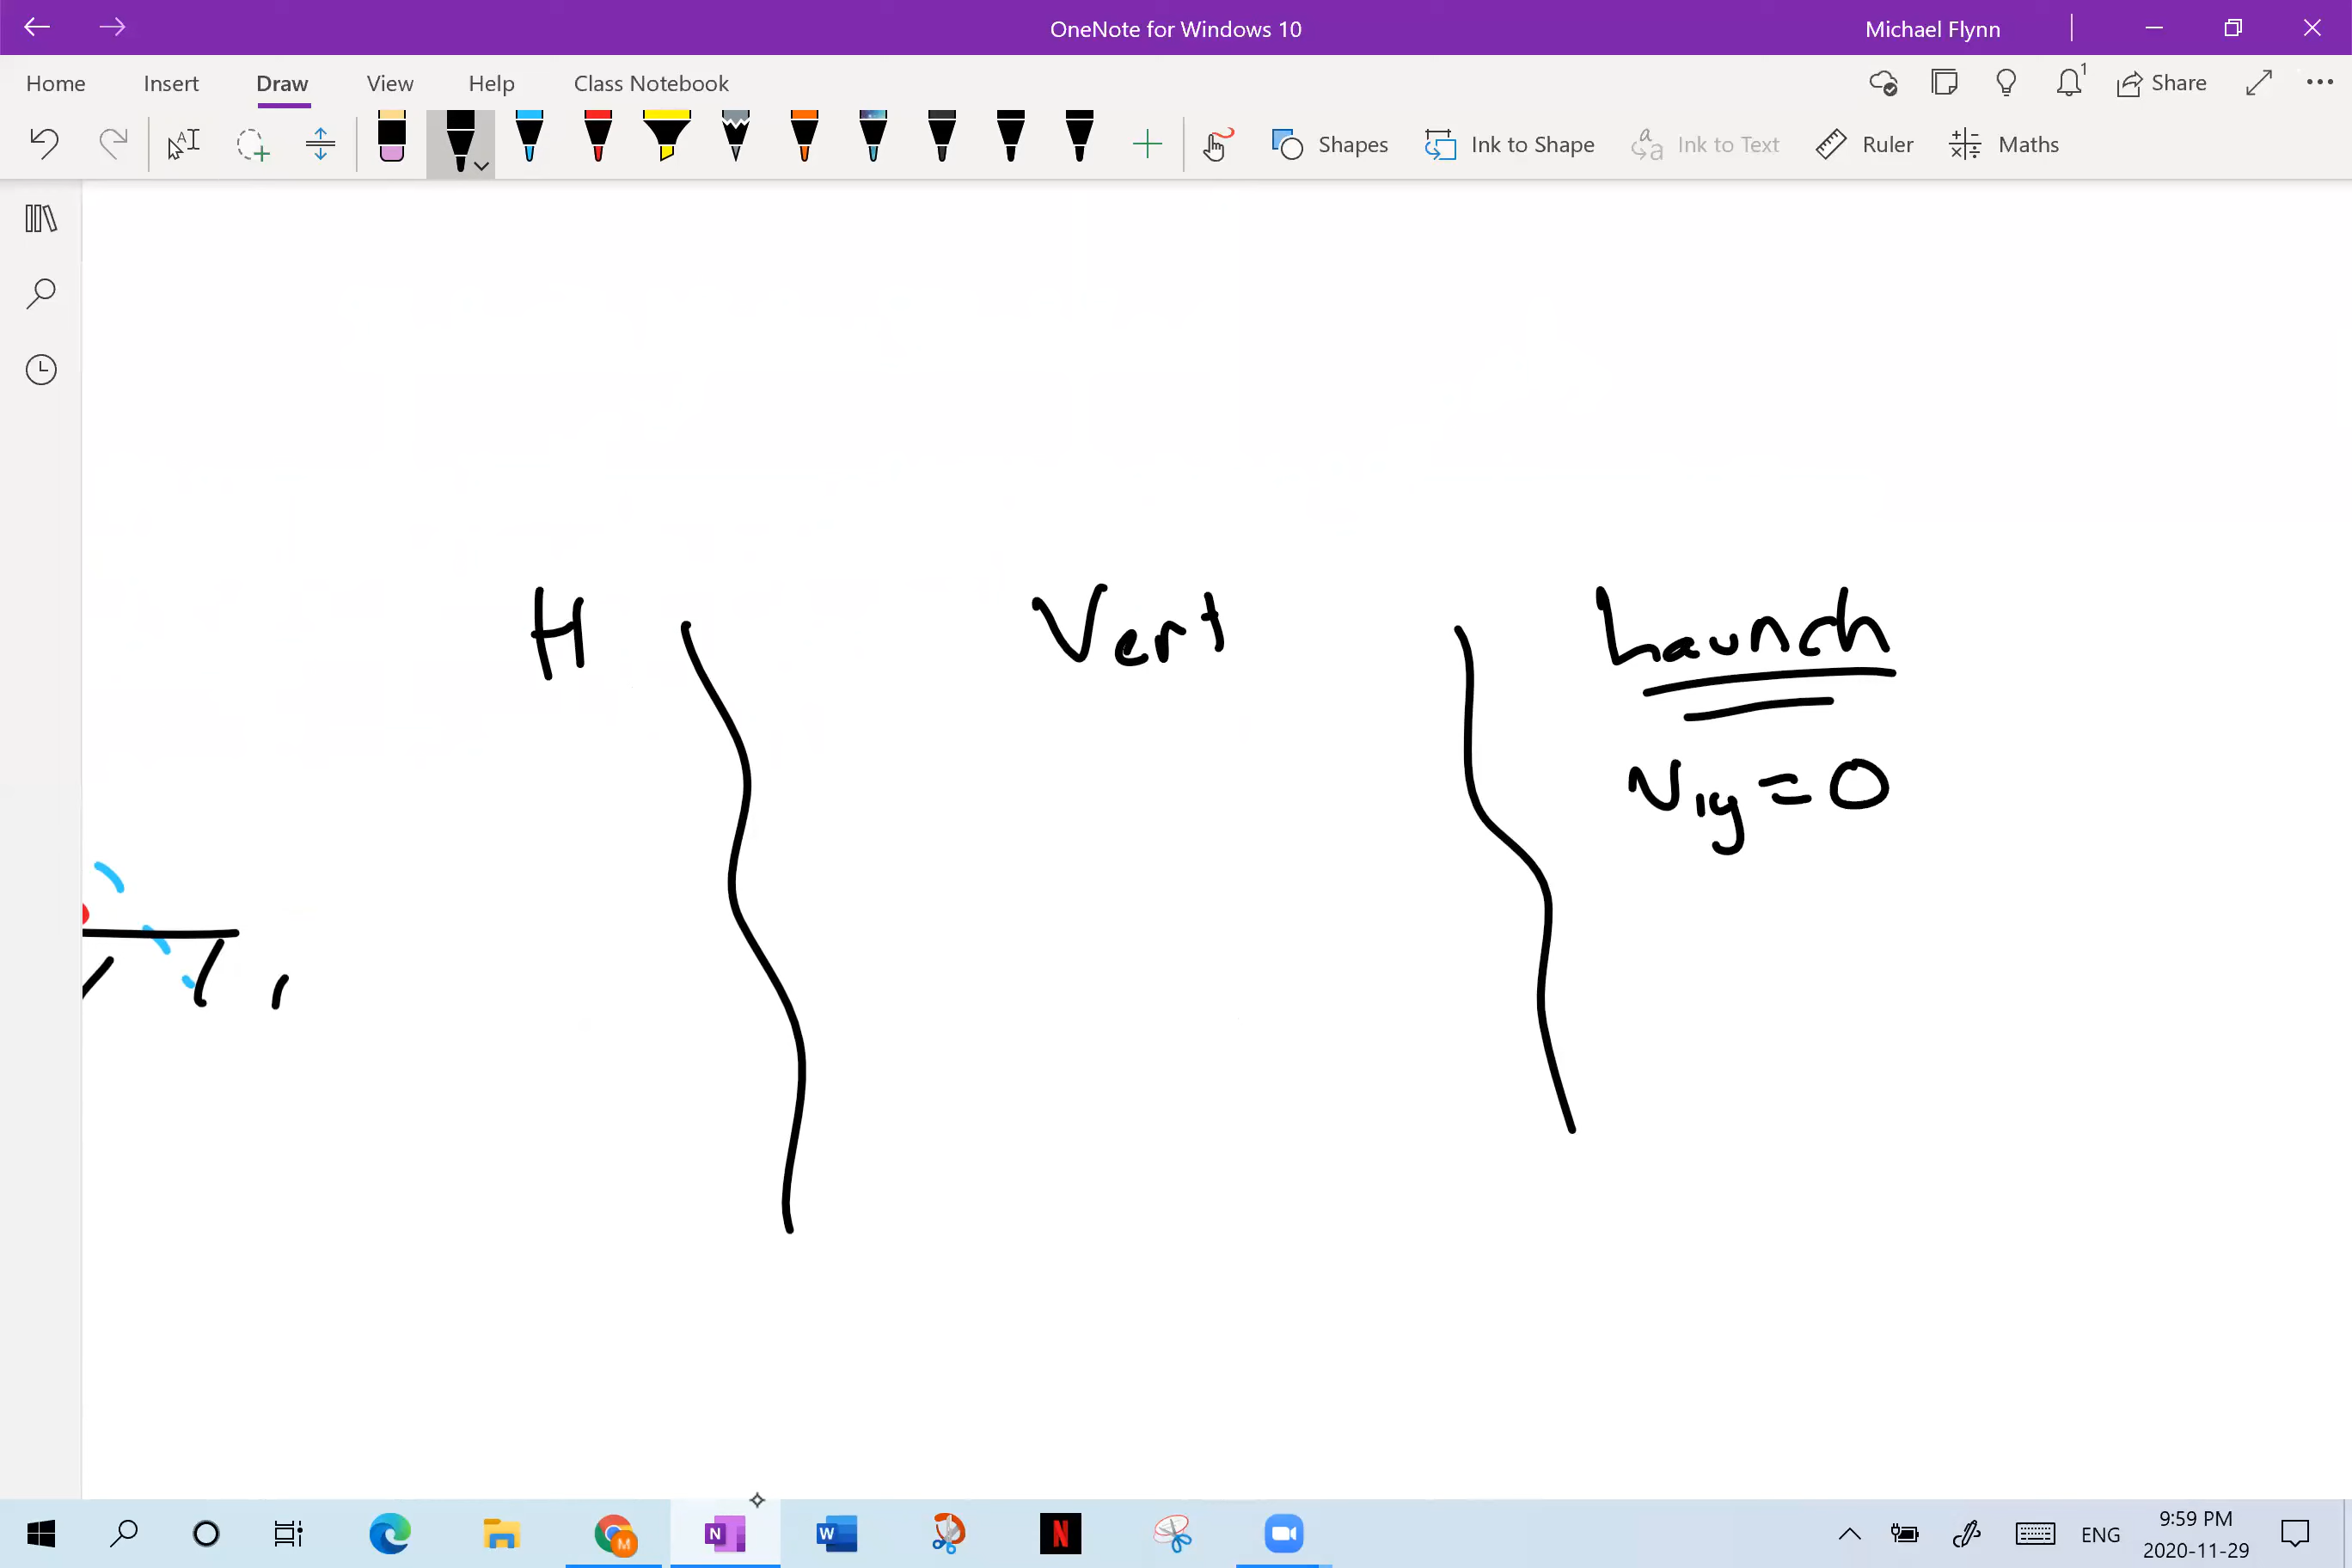 OneNote for Windows 10
Michael Flynn
Home Insert Draw View Help Class Notebook
1
Share
Shapes Ink to Shape Ink to Text Ruler Maths
H Vert Launch
v1y = 0
ENG
9:59 PM
2020-11-29